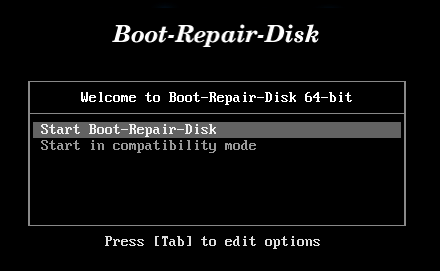 Boot-Repair-Disk
Welcome to Boot-Repair-Disk 64-bit
Start Boot-Repair-Disk
Start in compatibility mode
Press [Tab] to edit options